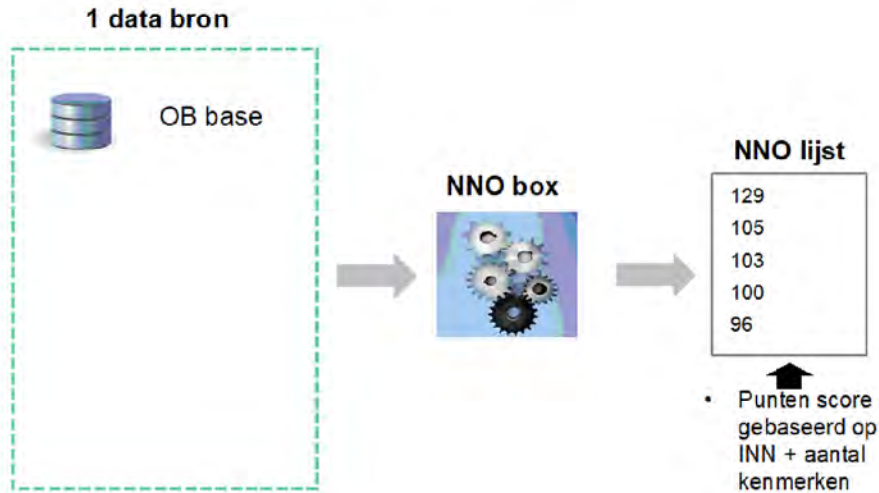 1 data bron
OB base
NNO box
NNO lijst
129
105
103
100
96
• Punten score
gebaseerd op
INN + aantal
kenmerken